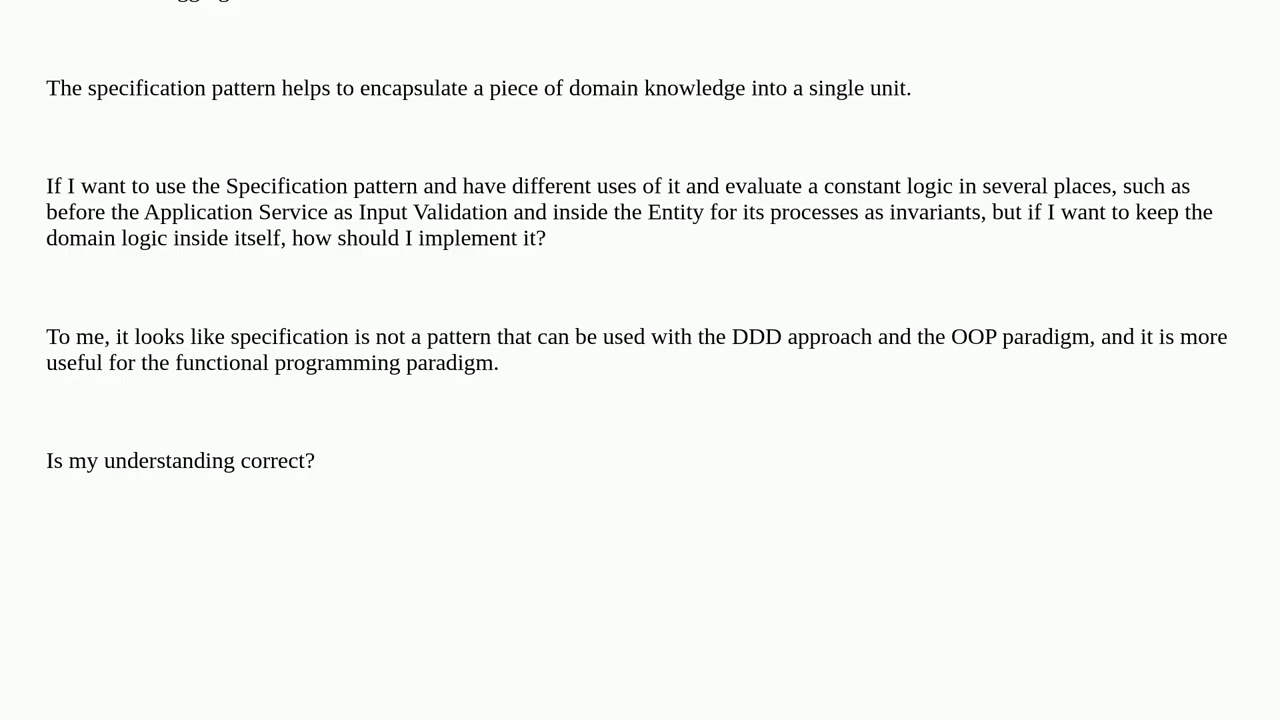 The specification pattern helps to encapsulate a piece of domain knowledge into a single unit.
If I want to use the Specification pattern and have different uses of it and evaluate a constant logic in several places, such as
before the Application Service as Input Validation and inside the Entity for its processes as invariants, but if I want to keep the
domain logic inside itself, how should I implement it?
To me, it looks like specification is not a pattern that can be used with the DDD approach and the OOP paradigm, and it is more
useful for the functional programming paradigm.
Is my understanding correct?